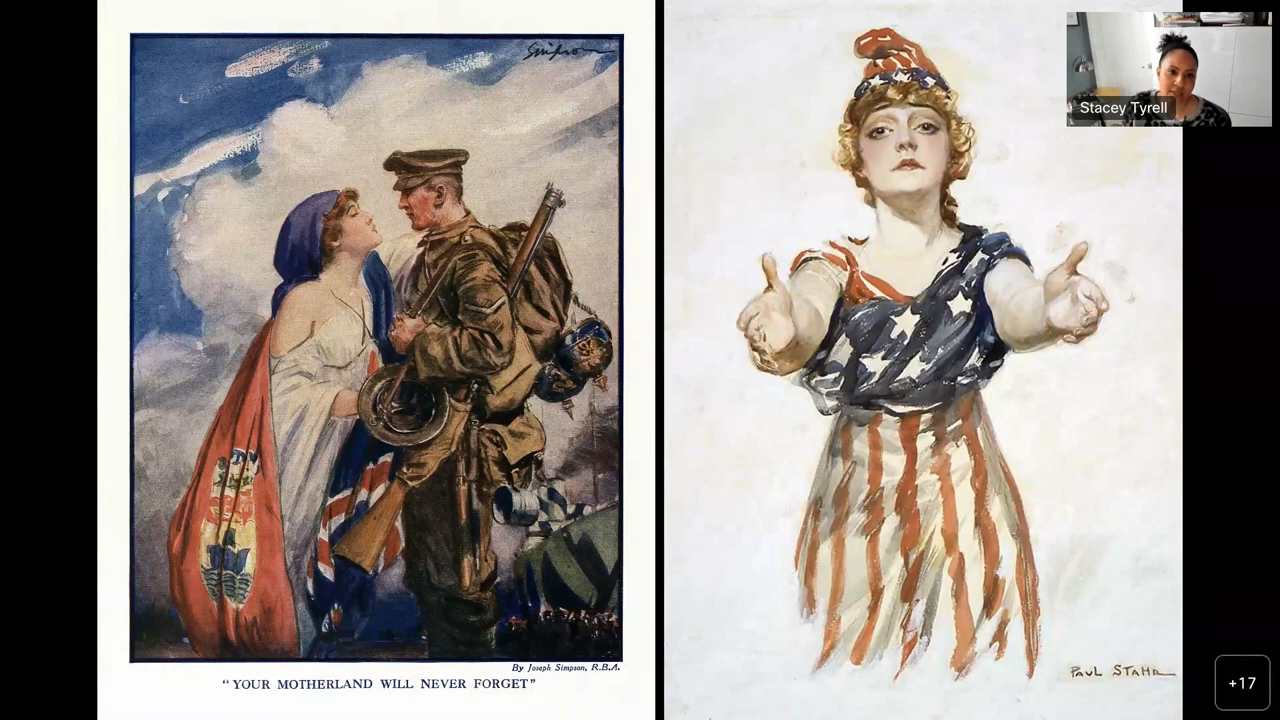 Simpson
By Joseph Simpson, R.B.A.
"YOUR MOTHERLAND WILL NEVER FORGET"
PAUL STAHR
Stacey Tyrell
+17